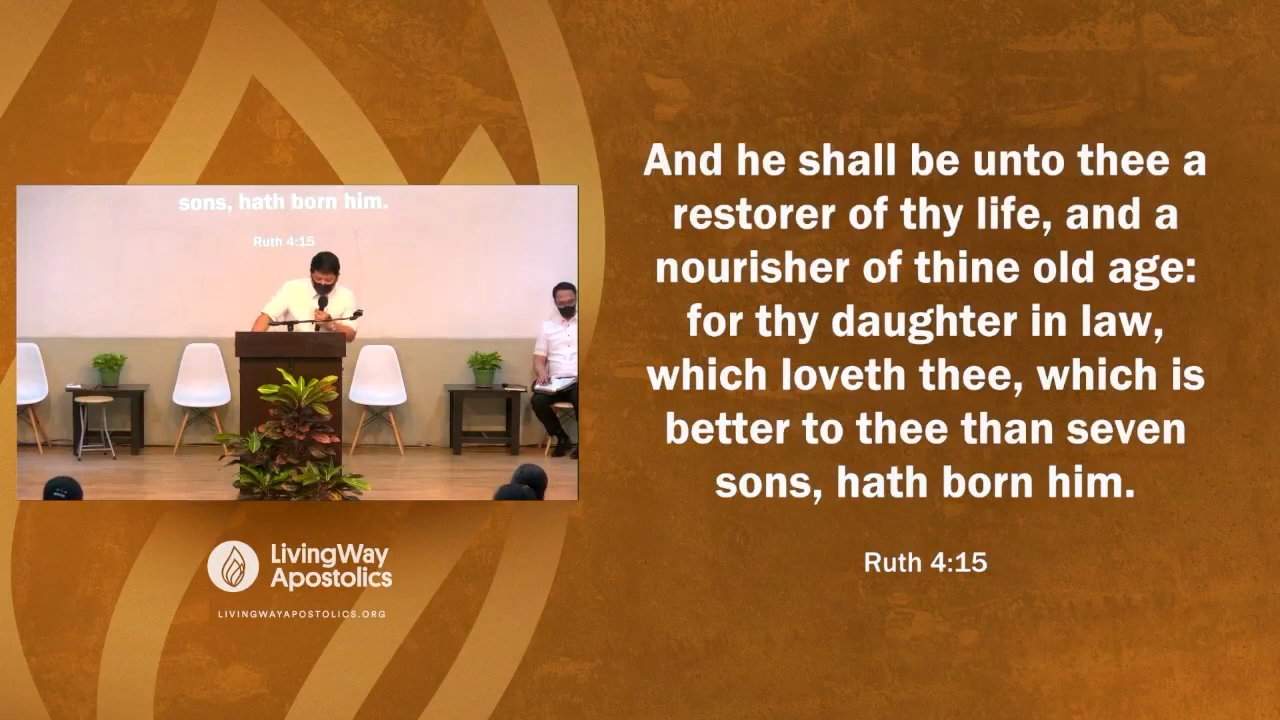 sons, hath born him.
Ruth 4:15
LivingWay
Apostolics
LIVINGWAYAPOSTOLICS.ORG
And he shall be unto thee a
restorer of thy life, and a
nourisher of thine old age:
for thy daughter in law,
which loveth thee, which is
better to thee than seven
sons, hath born him.
Ruth 4:15